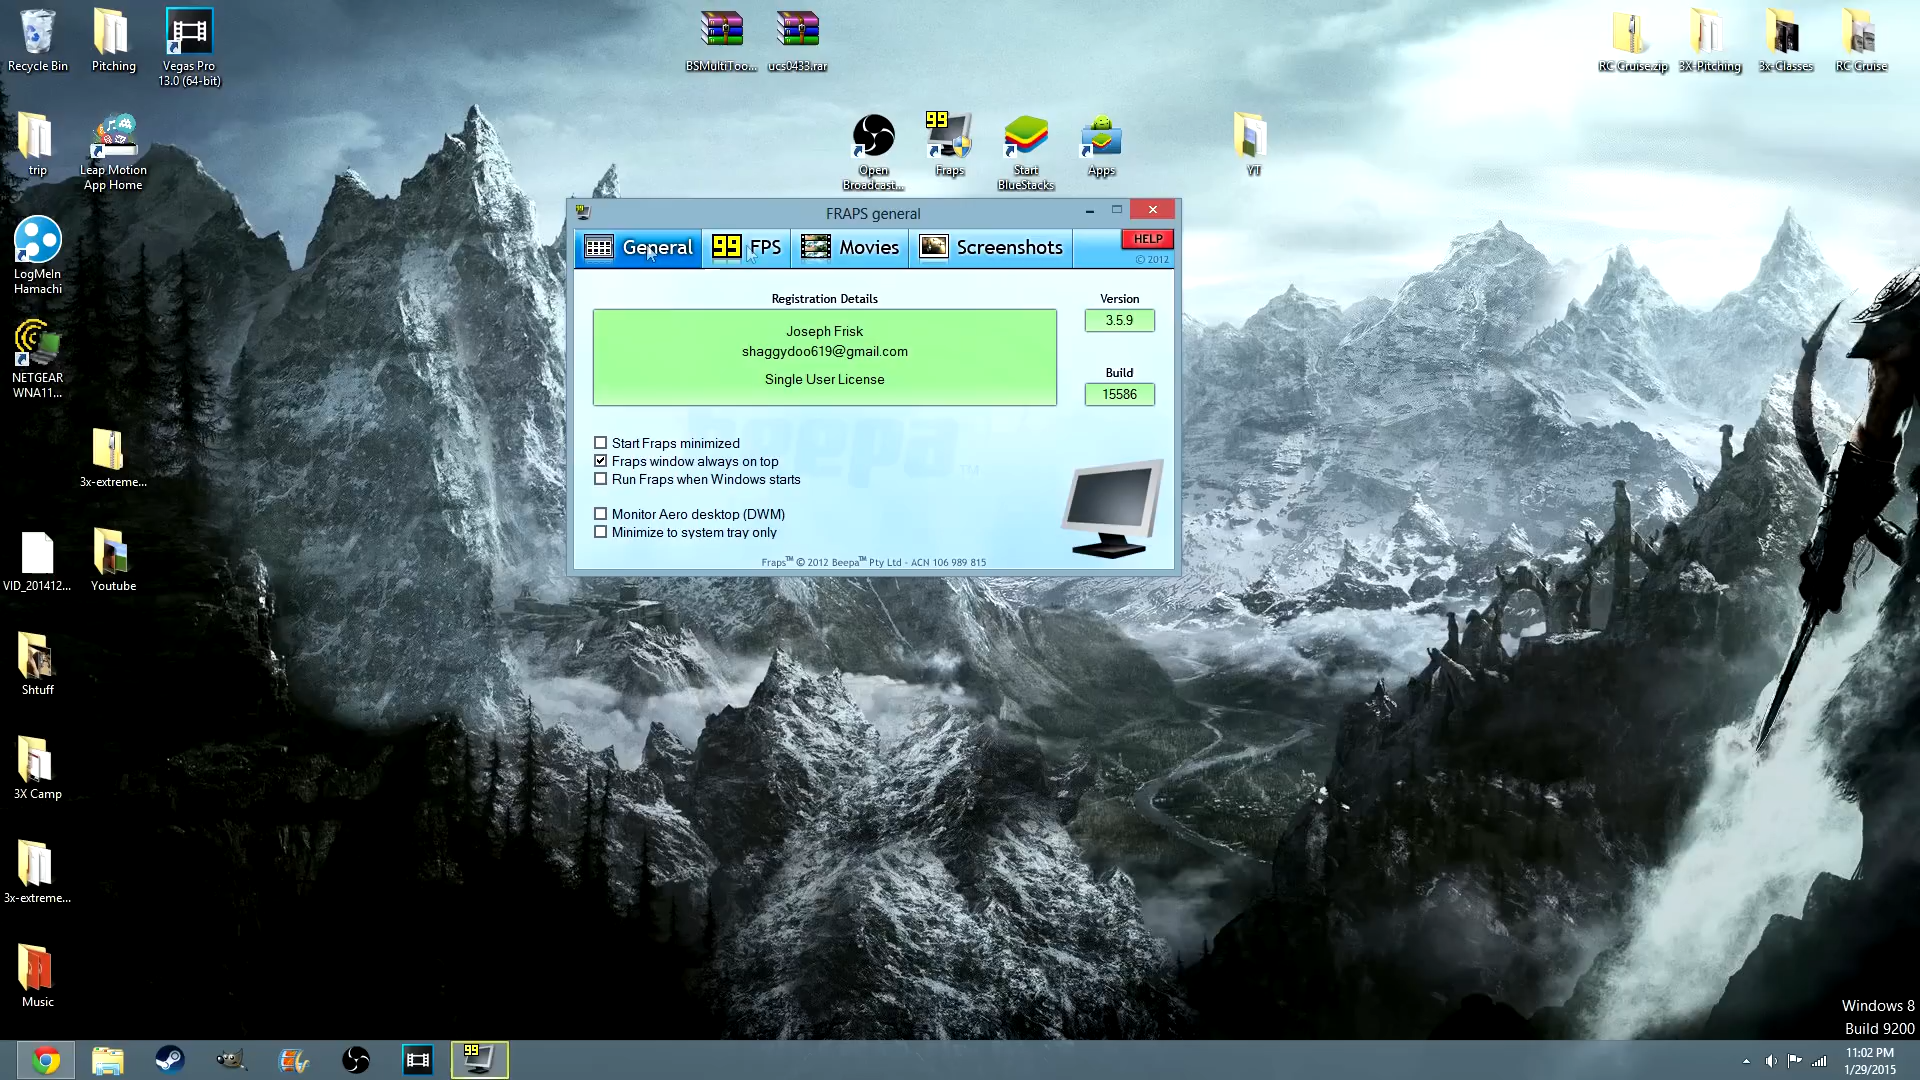 Recycle Bin
Pitching
Vegas Pro
13.0 (64-bit)
BSMultiToo...
ucs0433.rar
RC Cruise.zip
3X-Pitching
3x-Glasses
RC Cruise
trip
Leap Motion
App Home
Open
Broadcast...
99
Fraps
Start
BlueStacks
Apps
YT
LogMeIn
Hamachi
NETGEAR
WNA11...
3x-extreme...
VID_201412...
Youtube
Shtuff
3X Camp
3x-extreme...
Music
FRAPS general
General
99 FPS
Movies
Screenshots
HELP
© 2012
Registration Details
Joseph Frisk
shaggydoo619@gmail.com
Single User License
Version
3.5.9
Build
15586
beepa™
Start Fraps minimized
Fraps window always on top
Run Fraps when Windows starts
Monitor Aero desktop (DWM)
Minimize to system tray only
Fraps™ © 2012 Beepa™ Pty Ltd - ACN 106 989 815
Windows 8
Build 9200
99
11:02 PM
1/29/2015